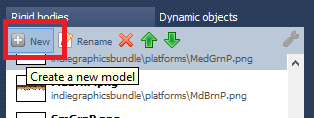 Rigid bodies Dynamic objects
New Rename
indiegraphicsbundle\platforms\MedGrnP.png
Create a new model
indiegraphicsbundle\platforms\MdBrnP.png